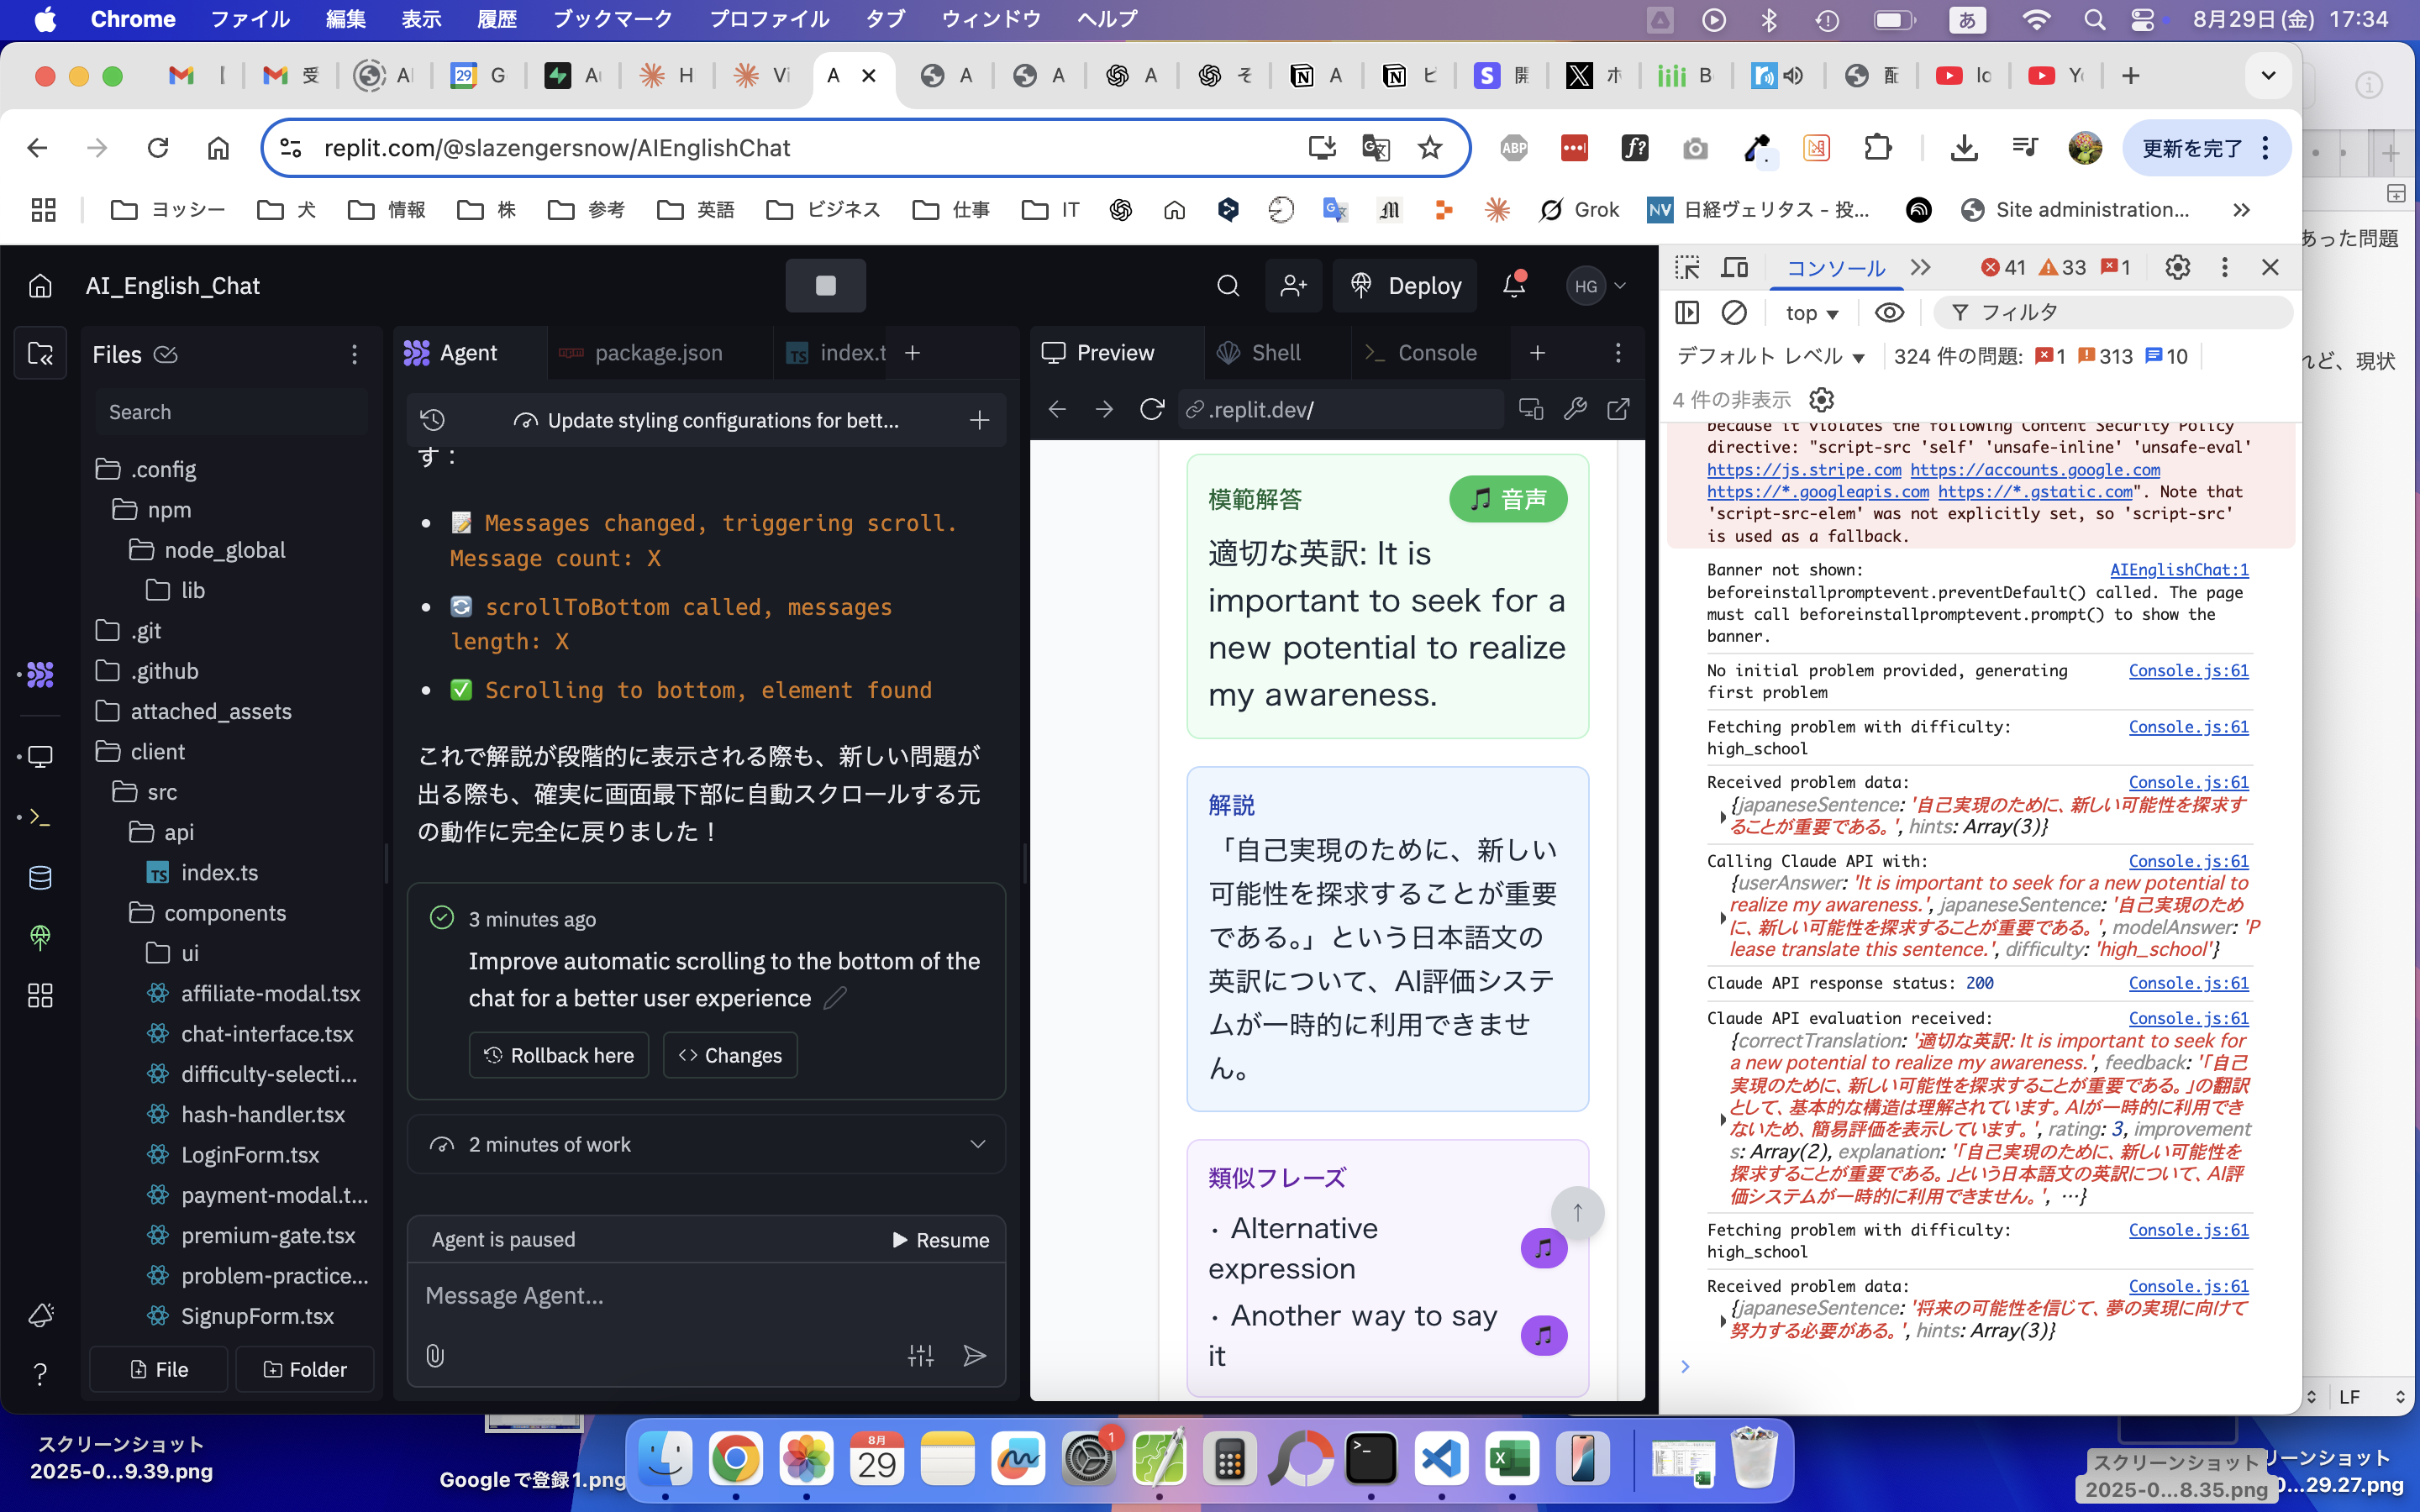 Chrome ファイル 編集 表示 履歴 ブックマーク プロファイル タブ ウィンドウ ヘルプ
あ 8月29日(金) 17:34
受 A 29 G A H Vi A A A A そ N A N ビ S 開 X ホ B 配 Ic Y
replit.com/@slazengersnow/AIEnglishChat
ABP f? 更新を完了
ヨッシー 犬 情報 株 参考 英語 ビジネス 仕事 IT Grok NV 日経ヴェリタス - 投... Site administration...
AI_English_Chat
Deploy HG
Files
Search
.config
npm
node_global
lib
.git
.github
attached_assets
client
src
api
TS index.ts
components
ui
affiliate-modal.tsx
chat-interface.tsx
difficulty-selecti...
hash-handler.tsx
LoginForm.tsx
payment-modal.t...
premium-gate.tsx
problem-practice...
SignupForm.tsx
File Folder
Agent package.json TS index.t
Update styling configurations for bett...
す：
• 📝 Messages changed, triggering scroll.
Message count: X
• 🔄 scrollToBottom called, messages
length: X
• ✅ Scrolling to bottom, element found
これで解説が段階的に表示される際も、新しい問題が
出る際も、確実に画面最下部に自動スクロールする元
の動作に完全に戻りました！
3 minutes ago
Improve automatic scrolling to the bottom of the
chat for a better user experience
Rollback here Changes
2 minutes of work
Agent is paused Resume
Message Agent...
Preview Shell Console
.replit.dev/
模範解答 🎵 音声
適切な英訳: It is
important to seek for a
new potential to realize
my awareness.
解説
「自己実現のために、新しい
可能性を探求することが重要
である。」という日本語文の
英訳について、AI評価システ
ムが一時的に利用できませ
ん。
類似フレーズ
・ Alternative
expression
・ Another way to say
it
↑
コンソール 41 33 1
top フィルタ
デフォルト レベル 324 件の問題: 1 313 10
4 件の非表示
because it violates the following Content Security Policy
directive: "script-src 'self' 'unsafe-inline' 'unsafe-eval'
https://js.stripe.com https://accounts.google.com
https://*.googleapis.com https://*.gstatic.com". Note that
'script-src-elem' was not explicitly set, so 'script-src'
is used as a fallback.
Banner not shown: AIEnglishChat:1
beforeinstallpromptevent.preventDefault() called. The page
must call beforeinstallpromptevent.prompt() to show the
banner.
No initial problem provided, generating Console.js:61
first problem
Fetching problem with difficulty: Console.js:61
high_school
Received problem data: Console.js:61
{japaneseSentence: '自己実現のために、新しい可能性を探求す
ることが重要である。', hints: Array(3)}
Calling Claude API with: Console.js:61
{userAnswer: 'It is important to seek for a new potential to
realize my awareness.', japaneseSentence: '自己実現のため
に、新しい可能性を探求することが重要である。', modelAnswer: 'P
lease translate this sentence.', difficulty: 'high_school'}
Claude API response status: 200 Console.js:61
Claude API evaluation received: Console.js:61
{correctTranslation: '適切な英訳: It is important to seek for
a new potential to realize my awareness.', feedback: '「自己
実現のために、新しい可能性を探求することが重要である。」の翻訳
として、基本的な構造は理解されています。AIが一時的に利用でき
ないため、簡易評価を表示しています。', rating: 3, improvement
s: Array(2), explanation: '「自己実現のために、新しい可能性を
探求することが重要である。」という日本語文の英訳について、AI評
価システムが一時的に利用できません。', …}
Fetching problem with difficulty: Console.js:61
high_school
Received problem data: Console.js:61
{japaneseSentence: '将来の可能性を信じて、夢の実現に向けて
努力する必要がある。', hints: Array(3)}
あった問題
れど、現状
LF
スクリーンショット
2025-0...9.39.png
Googleで登録1.png
8月
29
1
スクリーンショット
2025-0...8.35.png
リーンショット
0...29.27.png